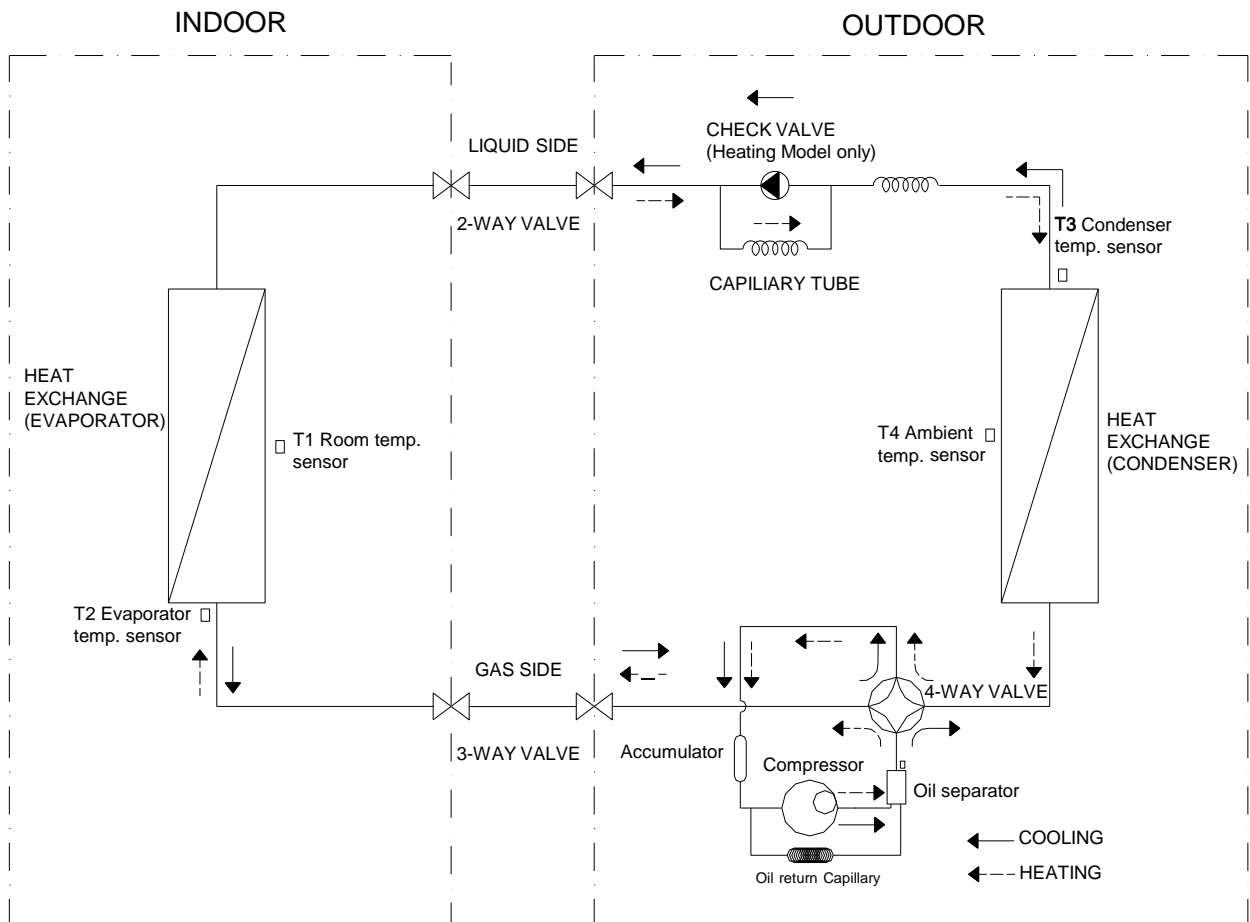 INDOOR
OUTDOOR
LIQUID SIDE
2-WAY VALVE
CHECK VALVE
(Heating Model only)
CAPILIARY TUBE
T3 Condenser
temp. sensor
HEAT
EXCHANGE
(EVAPORATOR)
T1 Room temp.
sensor
T4 Ambient
temp. sensor
HEAT
EXCHANGE
(CONDENSER)
T2 Evaporator
temp. sensor
GAS SIDE
3-WAY VALVE
4-WAY VALVE
Accumulator
Compressor
Oil separator
Oil return Capillary
COOLING
HEATING